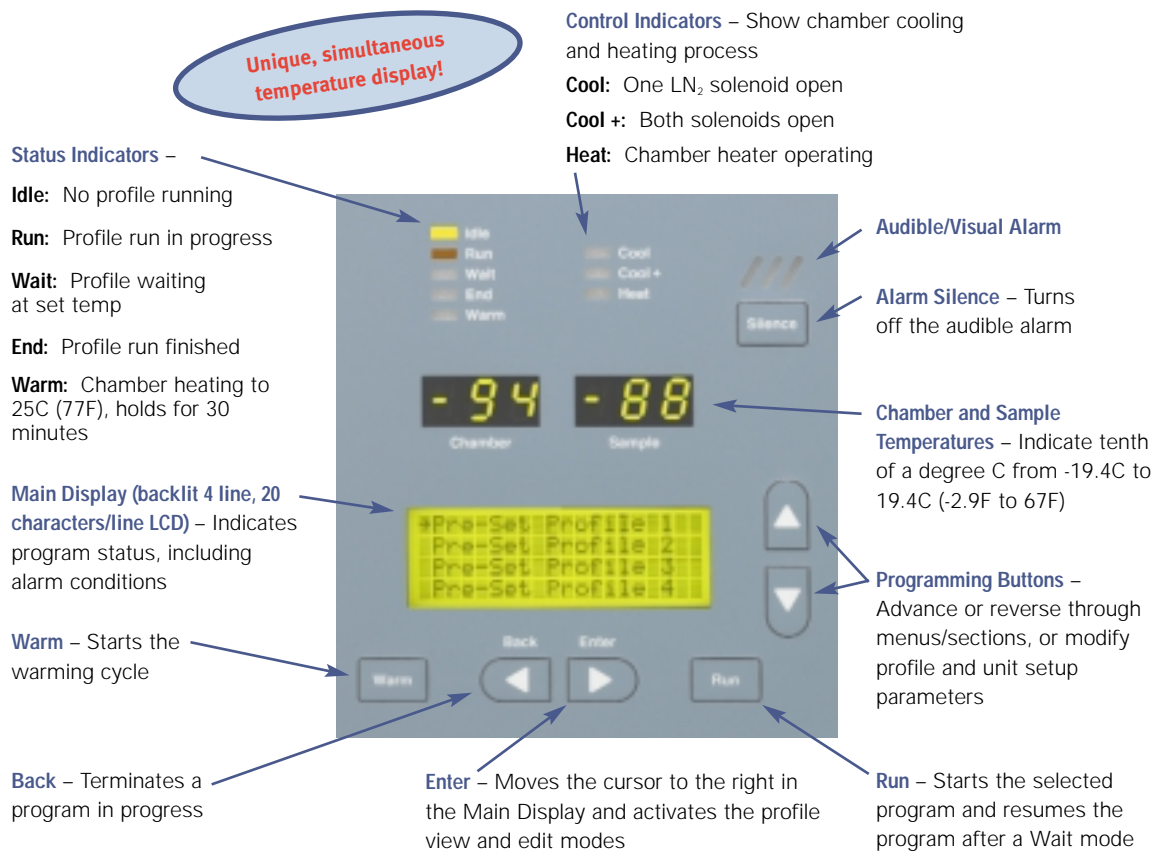 Unique, simultaneous
temperature display!
Control Indicators – Show chamber cooling
and heating process
Cool: One LN₂ solenoid open
Cool +: Both solenoids open
Heat: Chamber heater operating
Status Indicators –
Idle: No profile running
Run: Profile run in progress
Wait: Profile waiting
at set temp
End: Profile run finished
Warm: Chamber heating to
25C (77F), holds for 30
minutes
Main Display (backlit 4 line, 20
characters/line LCD) – Indicates
program status, including
alarm conditions
Warm – Starts the
warming cycle
Back – Terminates a
program in progress
Idle
Run
Wait
End
Warm
Cool
Cool +
Heat
Silence
- 94
Chamber
- 88
Sample
→Pre-Set Profile 1
Pre-Set Profile 2
Pre-Set Profile 3
Pre-Set Profile 4
Back
Enter
Warm
Run
Audible/Visual Alarm
Alarm Silence – Turns
off the audible alarm
Chamber and Sample
Temperatures – Indicate tenth
of a degree C from -19.4C to
19.4C (-2.9F to 67F)
Programming Buttons –
Advance or reverse through
menus/sections, or modify
profile and unit setup
parameters
Enter – Moves the cursor to the right in
the Main Display and activates the profile
view and edit modes
Run – Starts the selected
program and resumes the
program after a Wait mode